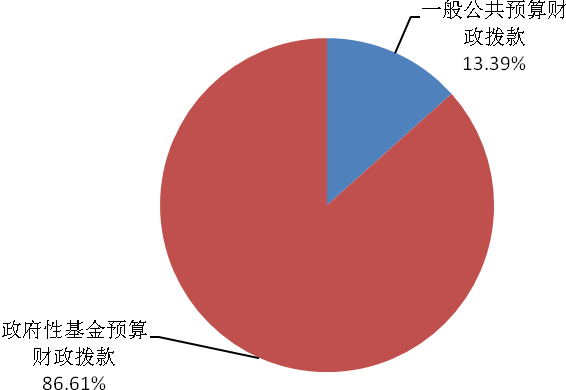 一般公共预算财
政拨款
13.39%
政府性基金预算
财政拨款
86.61%